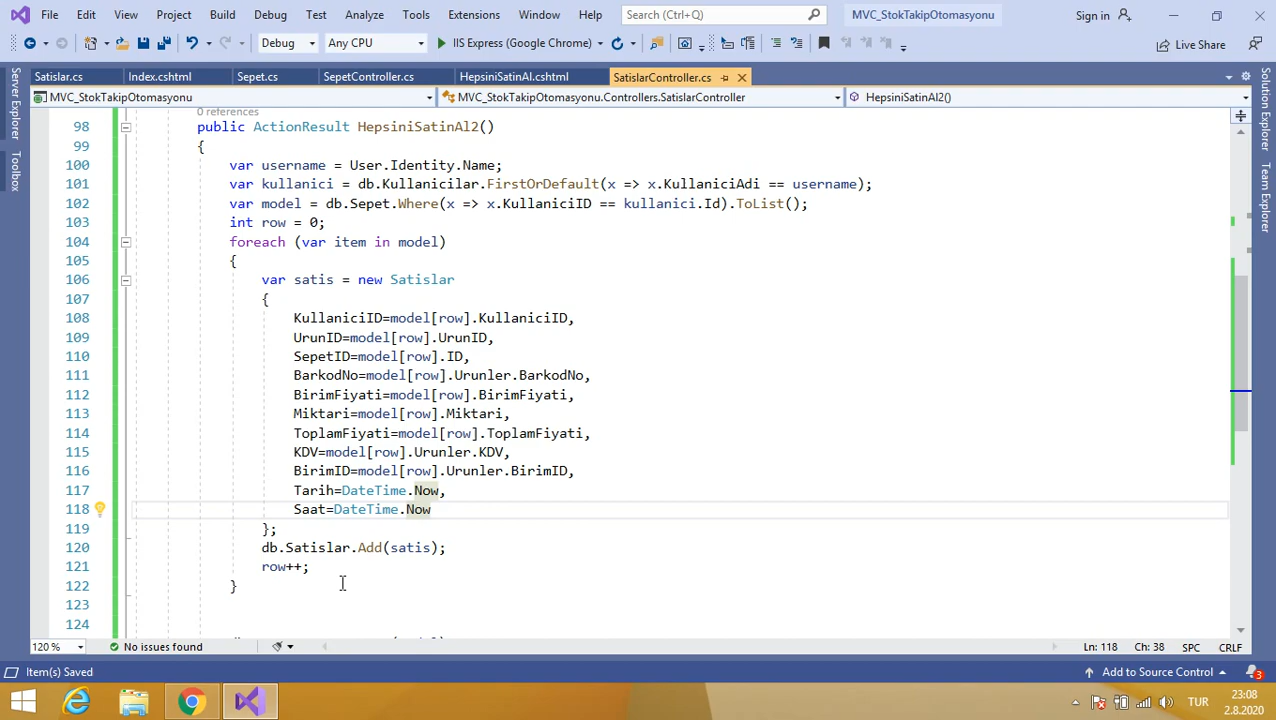 File Edit View Project Build Debug Test Analyze Tools Extensions Window Help Search (Ctrl+Q) MVC_StokTakipOtomasyonu Sign in
Debug Any CPU IIS Express (Google Chrome) Live Share
Satislar.cs Index.cshtml Sepet.cs SepetController.cs HepsiniSatinAl.cshtml SatislarController.cs
MVC_StokTakipOtomasyonu MVC_StokTakipOtomasyonu.Controllers.SatislarController HepsiniSatinAl2()
Server Explorer
Toolbox
Solution Explorer
Team Explorer
0 references
98 public ActionResult HepsiniSatinAl2()
99 {
100 var username = User.Identity.Name;
101 var kullanici = db.Kullanicilar.FirstOrDefault(x => x.KullaniciAdi == username);
102 var model = db.Sepet.Where(x => x.KullaniciID == kullanici.Id).ToList();
103 int row = 0;
104 foreach (var item in model)
105 {
106 var satis = new Satislar
107 {
108 KullaniciID=model[row].KullaniciID,
109 UrunID=model[row].UrunID,
110 SepetID=model[row].ID,
111 BarkodNo=model[row].Urunler.BarkodNo,
112 BirimFiyati=model[row].BirimFiyati,
113 Miktari=model[row].Miktari,
114 ToplamFiyati=model[row].ToplamFiyati,
115 KDV=model[row].Urunler.KDV,
116 BirimID=model[row].Urunler.BirimID,
117 Tarih=DateTime.Now,
118 Saat=DateTime.Now
119 };
120 db.Satislar.Add(satis);
121 row++;
122 }
123
124
120 % No issues found Ln: 118 Ch: 38 SPC CRLF
Item(s) Saved Add to Source Control 3
TUR 23:08
2.8.2020